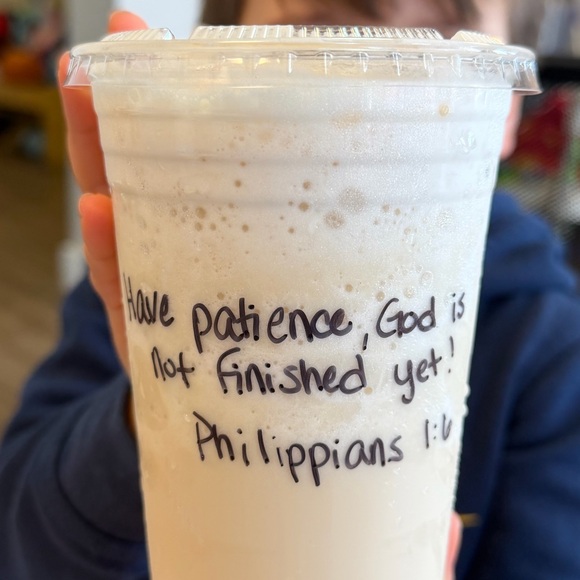 Have patience, God is
not finished yet!
Philippians 1:6